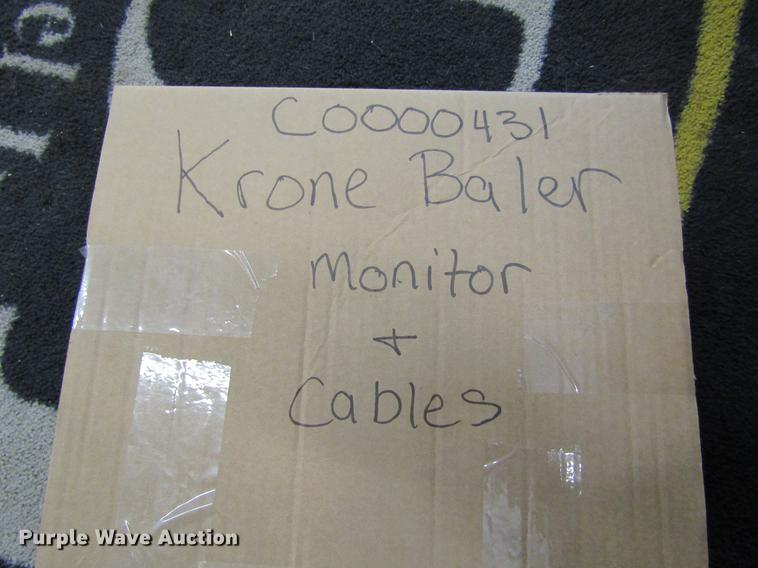 C0000431
Krone Baler
Monitor
+
Cables
Purple Wave Auction